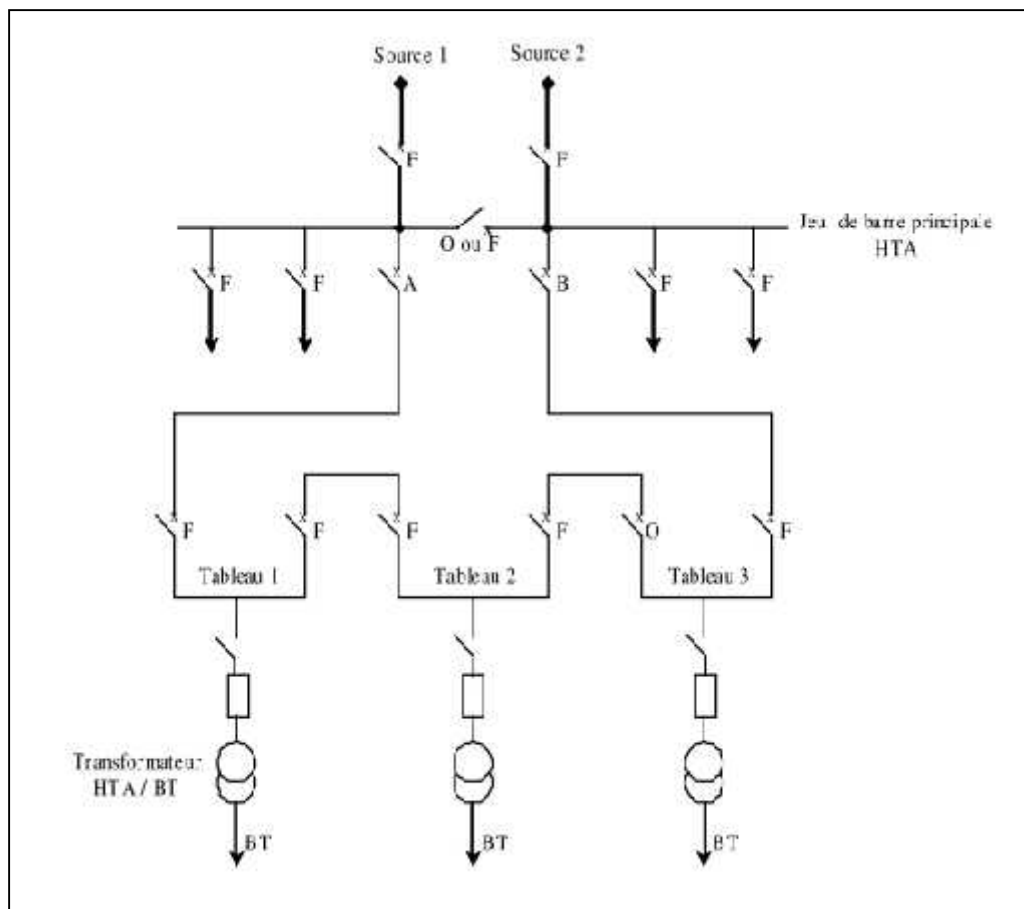 Source 1
Source 2
F
F
Jeu de barre principale
HTA
O ou F
F
F
A
B
F
F
F
F
F
F
O
F
Tableau 1
Tableau 2
Tableau 3
Transformateur
HTA / BT
BT
BT
BT